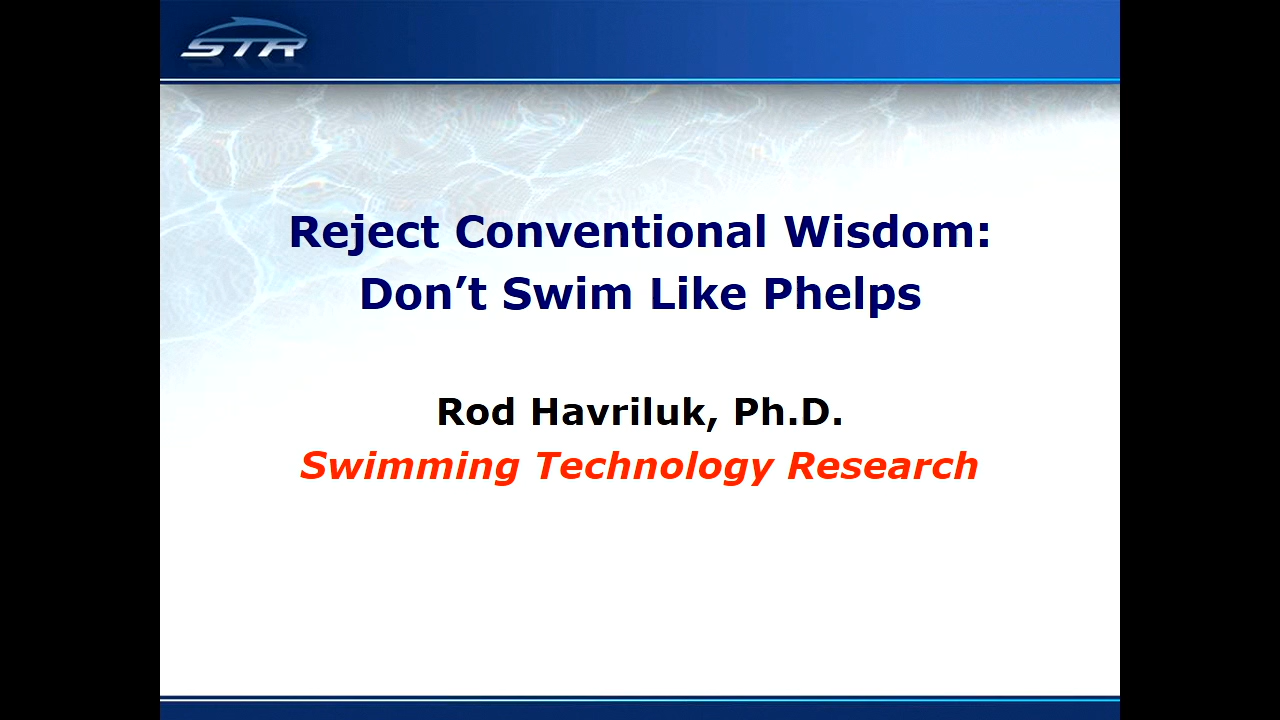 STR
Reject Conventional Wisdom:
Don’t Swim Like Phelps
Rod Havriluk, Ph.D.
Swimming Technology Research